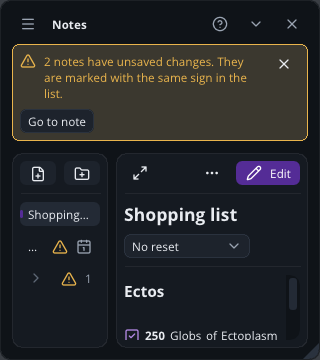 Notes
2 notes have unsaved changes. They
are marked with the same sign in the
list.
Go to note
Edit
Shopping...
...
1
Shopping list
No reset
Ectos
250 Globs of Ectoplasm